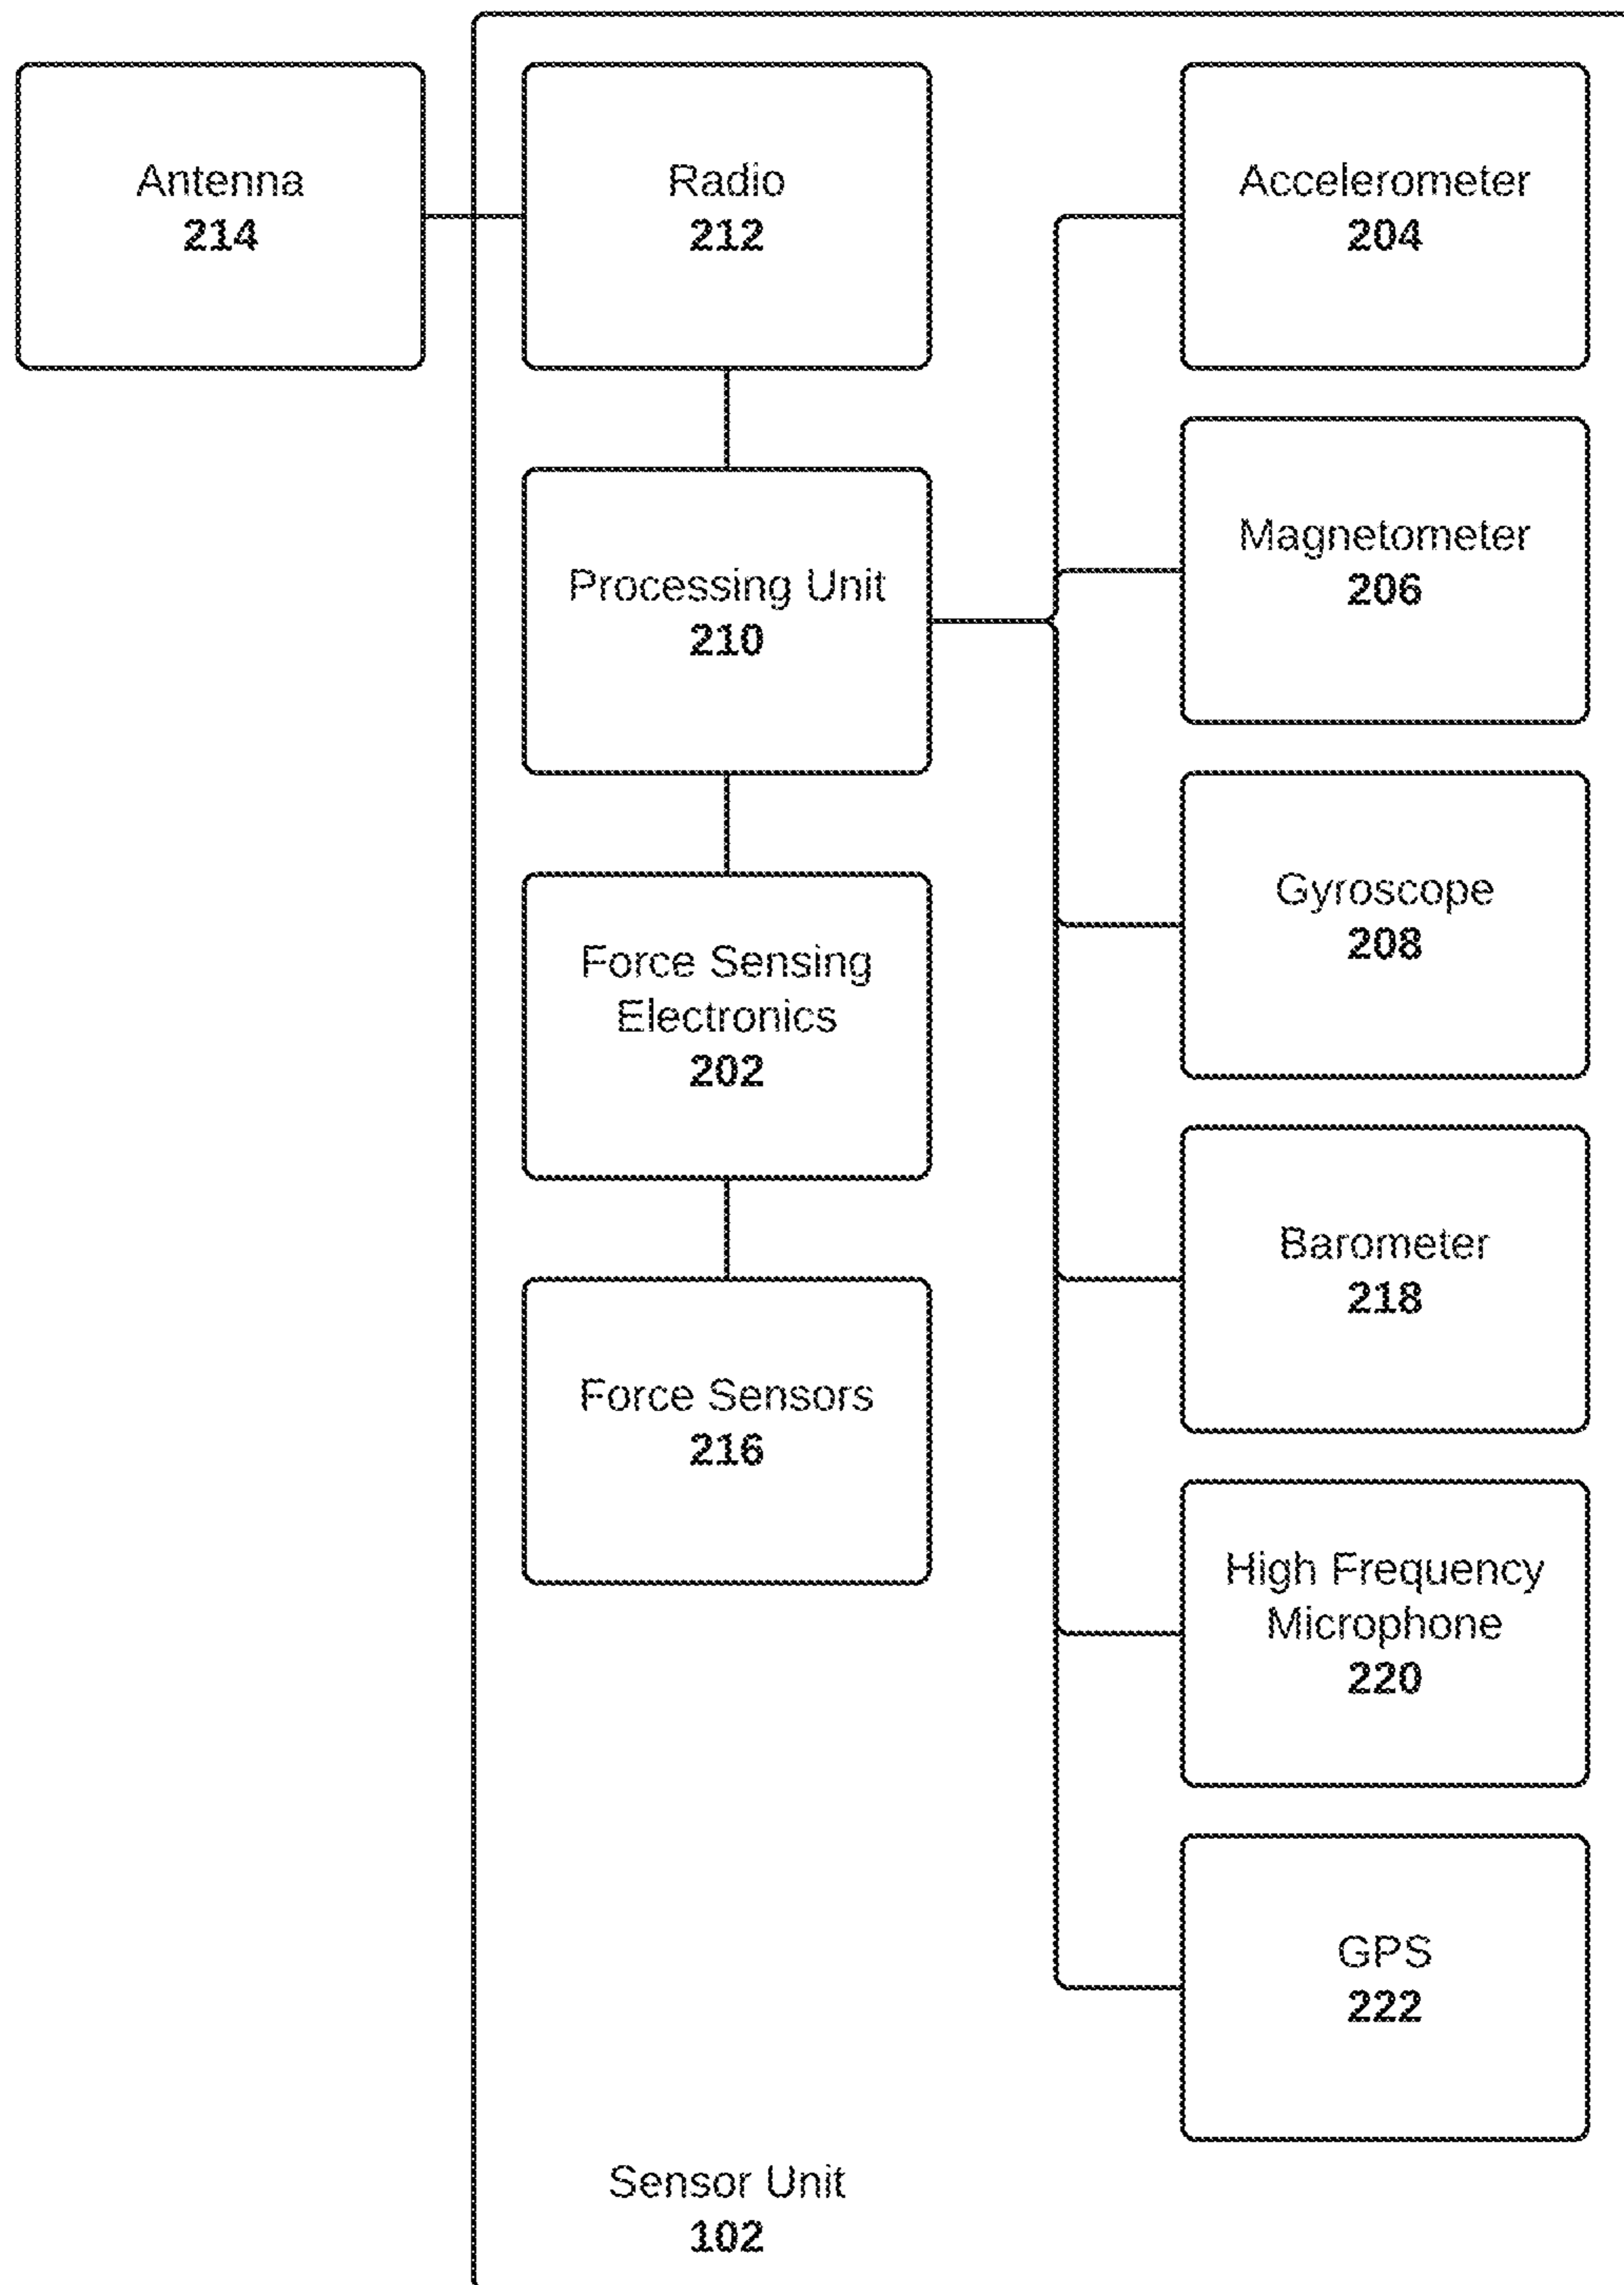 Antenna
214
Radio
212
Accelerometer
204
Magnetometer
206
Processing Unit
210
Gyroscope
208
Force Sensing
Electronics
202
Barometer
218
Force Sensors
216
High Frequency
Microphone
220
GPS
222
Sensor Unit
102